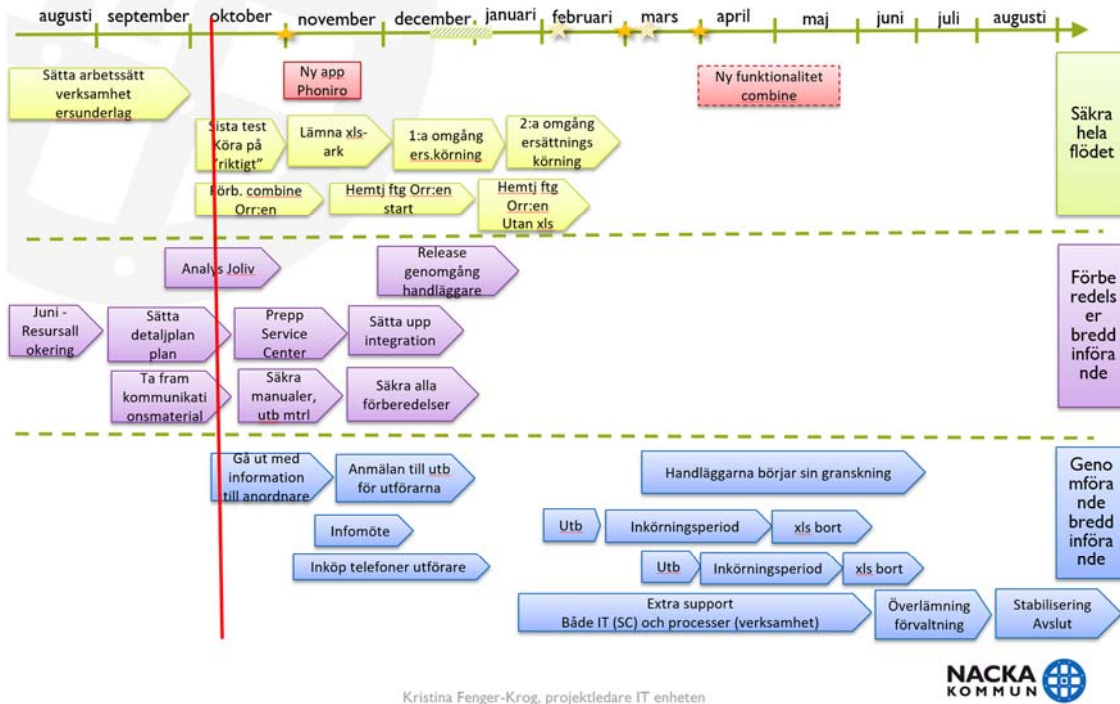 augusti september oktober november december januari februari mars april maj juni juli augusti
Sätta arbetssätt
verksamhet
ersunderlag
Ny app
Phoniro
Ny funktionalitet
combine
Säkra
hela
flödet
Sista test
Köra på
"riktigt"
Lämna xls-
ark
1:a omgång
ers.körning
2:a omgång
ersättnings
körning
Förb. combine
Orr:en
Hemtj ftg Orr:en
start
Hemtj ftg
Orr:en
Utan xls
Analys Joliv
Release
genomgång
handläggare
Förbe
redels
er
bredd
införa
nde
Juni -
Resursall
okering
Sätta
detaljplan
plan
Prepp
Service
Center
Sätta upp
integration
Ta fram
kommunikati
onsmaterial
Säkra
manualer,
utb mtrl
Säkra alla
förberedelser
Gå ut med
information
till anordnare
Anmälan till utb
för utförarna
Handläggarna börjar sin granskning
Geno
mföra
nde
bredd
införa
nde
Infomöte
Utb
Inkörningsperiod
xls bort
Inköp telefoner utförare
Utb
Inkörningsperiod
xls bort
Extra support
Både IT (SC) och processer (verksamhet)
Överlämning
förvaltning
Stabilisering
Avslut
Kristina Fenger-Krog, projektledare IT enheten
NACKA
KOMMUN